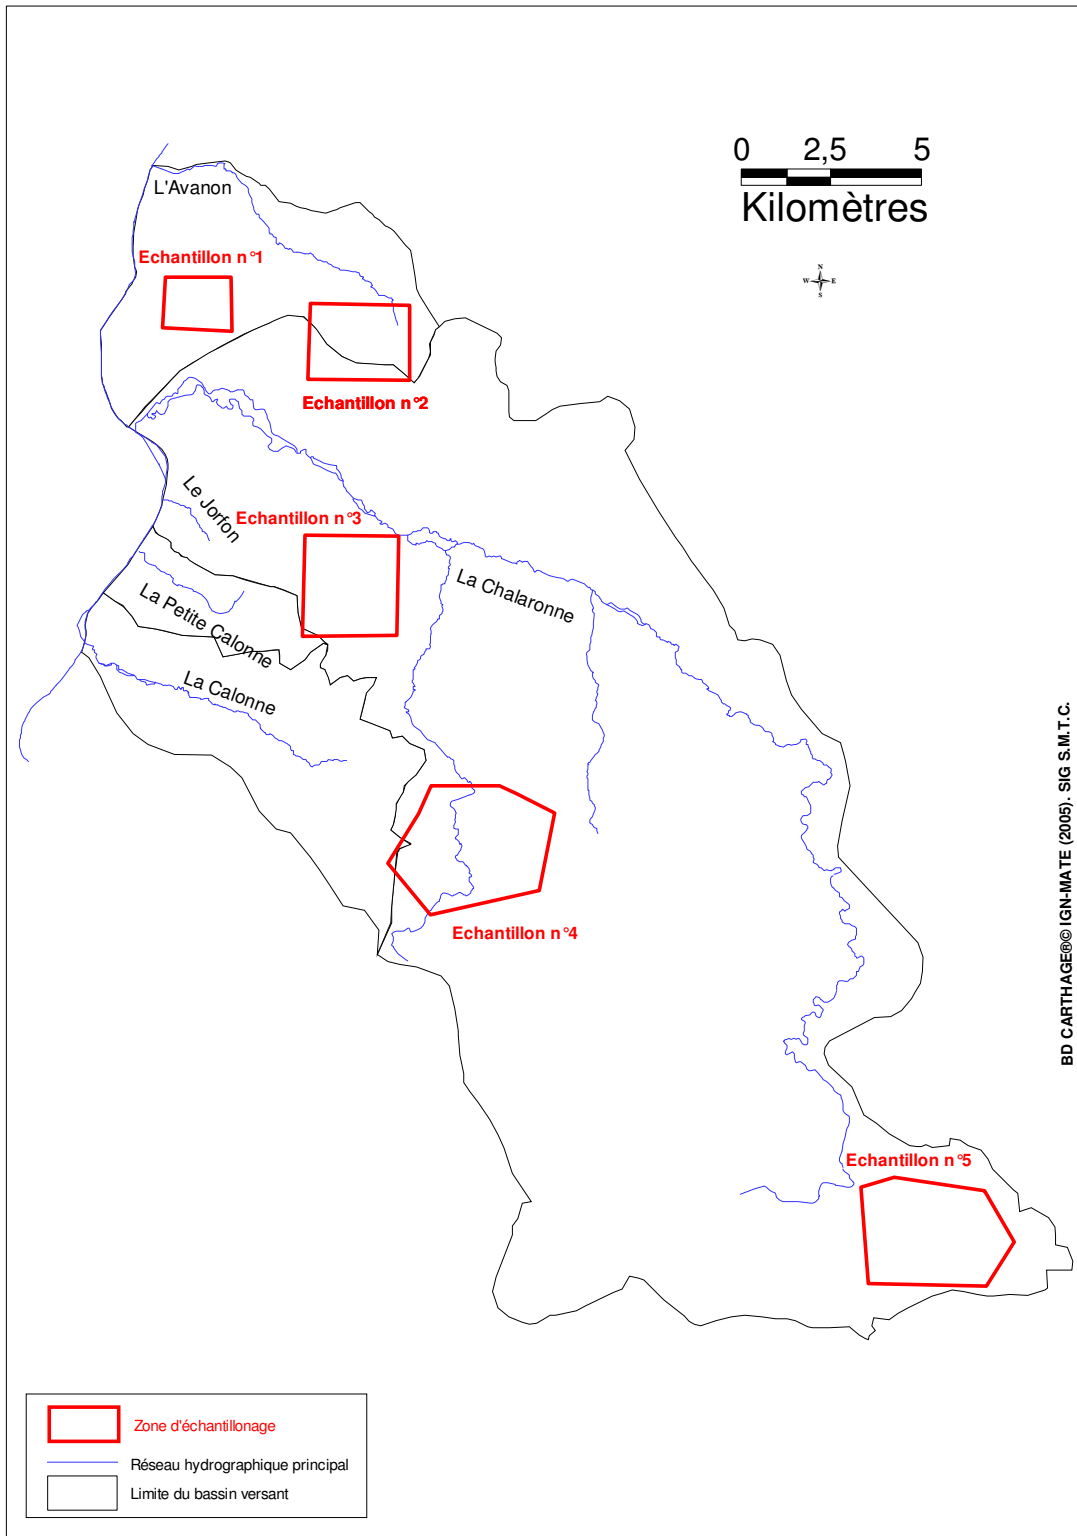 0 2,5 5
Kilomètres
N
W E
S
L'Avanon
Echantillon n°1
Echantillon n°2
Le Jorfon
Echantillon n°3
La Chalaronne
La Petite Calonne
La Calonne
Echantillon n°4
Echantillon n°5
BD CARTHAGE®© IGN-MATE (2005). SIG S.M.T.C.
Zone d'échantillonage
Réseau hydrographique principal
Limite du bassin versant